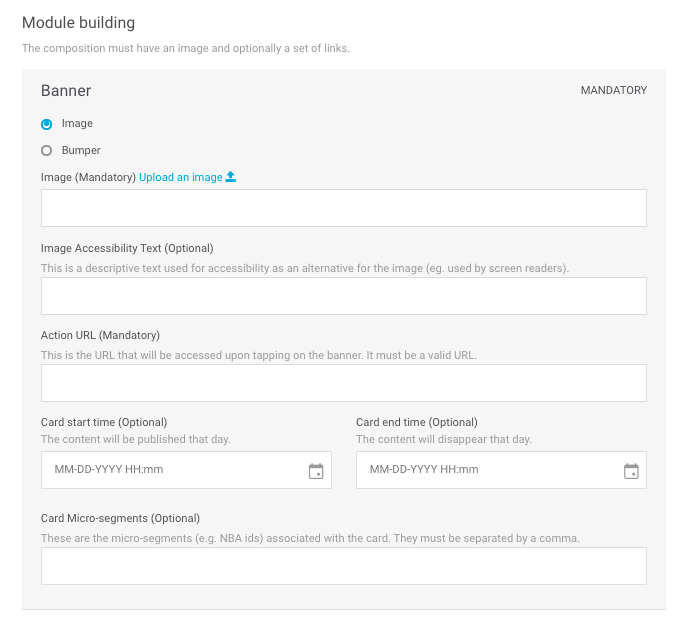 Module building
The composition must have an image and optionally a set of links.
Banner
MANDATORY
Image
Bumper
Image (Mandatory) Upload an image
Image Accessibility Text (Optional)
This is a descriptive text used for accessibility as an alternative for the image (eg. used by screen readers).
Action URL (Mandatory)
This is the URL that will be accessed upon tapping on the banner. It must be a valid URL.
Card start time (Optional)
The content will be published that day.
MM-DD-YYYY HH:mm
Card end time (Optional)
The content will disappear that day.
MM-DD-YYYY HH:mm
Card Micro-segments (Optional)
These are the micro-segments (e.g. NBA ids) associated with the card. They must be separated by a comma.